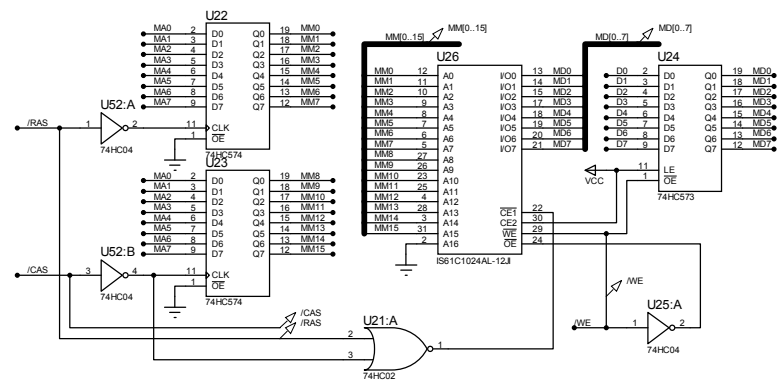 U22
MA0 2 D0 Q0 19 MM0
MA1 3 D1 Q1 18 MM1
MA2 4 D2 Q2 17 MM2
MA3 5 D3 Q3 16 MM3
MA4 6 D4 Q4 15 MM4
MA5 7 D5 Q5 14 MM5
MA6 8 D6 Q6 13 MM6
MA7 9 D7 Q7 12 MM7
11 CLK
1 OE
74HC574
U52:A
/RAS 1 2
74HC04
U23
MA0 2 D0 Q0 19 MM8
MA1 3 D1 Q1 18 MM9
MA2 4 D2 Q2 17 MM10
MA3 5 D3 Q3 16 MM11
MA4 6 D4 Q4 15 MM12
MA5 7 D5 Q5 14 MM13
MA6 8 D6 Q6 13 MM14
MA7 9 D7 Q7 12 MM15
11 CLK
1 OE
74HC574
U52:B
/CAS 3 4
74HC04
/CAS
/RAS
U21:A
2
3
1
74HC02
MM[0..15] MM[0..15]
U26
MM0 12 A0 I/O0 13 MD0
MM1 11 A1 I/O1 14 MD1
MM2 10 A2 I/O2 15 MD2
MM3 9 A3 I/O3 17 MD3
MM4 8 A4 I/O4 18 MD4
MM5 7 A5 I/O5 19 MD5
MM6 6 A6 I/O6 20 MD6
MM7 5 A7 I/O7 21 MD7
MM8 27 A8
MM9 26 A9
MM10 23 A10
MM11 25 A11
MM12 4 A12
MM13 28 A13 CE1 22
MM14 3 A14 CE2 30
MM15 31 A15 WE 29
2 A16 OE 24
IS61C1024AL-12JI
MD[0..7] MD[0..7]
U24
D0 2 D0 Q0 19 MD0
D1 3 D1 Q1 18 MD1
D2 4 D2 Q2 17 MD2
D3 5 D3 Q3 16 MD3
D4 6 D4 Q4 15 MD4
D5 7 D5 Q5 14 MD5
D6 8 D6 Q6 13 MD6
D7 9 D7 Q7 12 MD7
VCC
11 LE
1 OE
74HC573
/WE
U25:A
/WE 1 2
74HC04